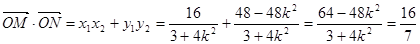 $\overrightarrow{OM} \cdot \overrightarrow{ON} = x_1x_2 + y_1y_2 = \frac{16}{3+4k^2} + \frac{48-48k^2}{3+4k^2} = \frac{64-48k^2}{3+4k^2} = \frac{16}{7}$